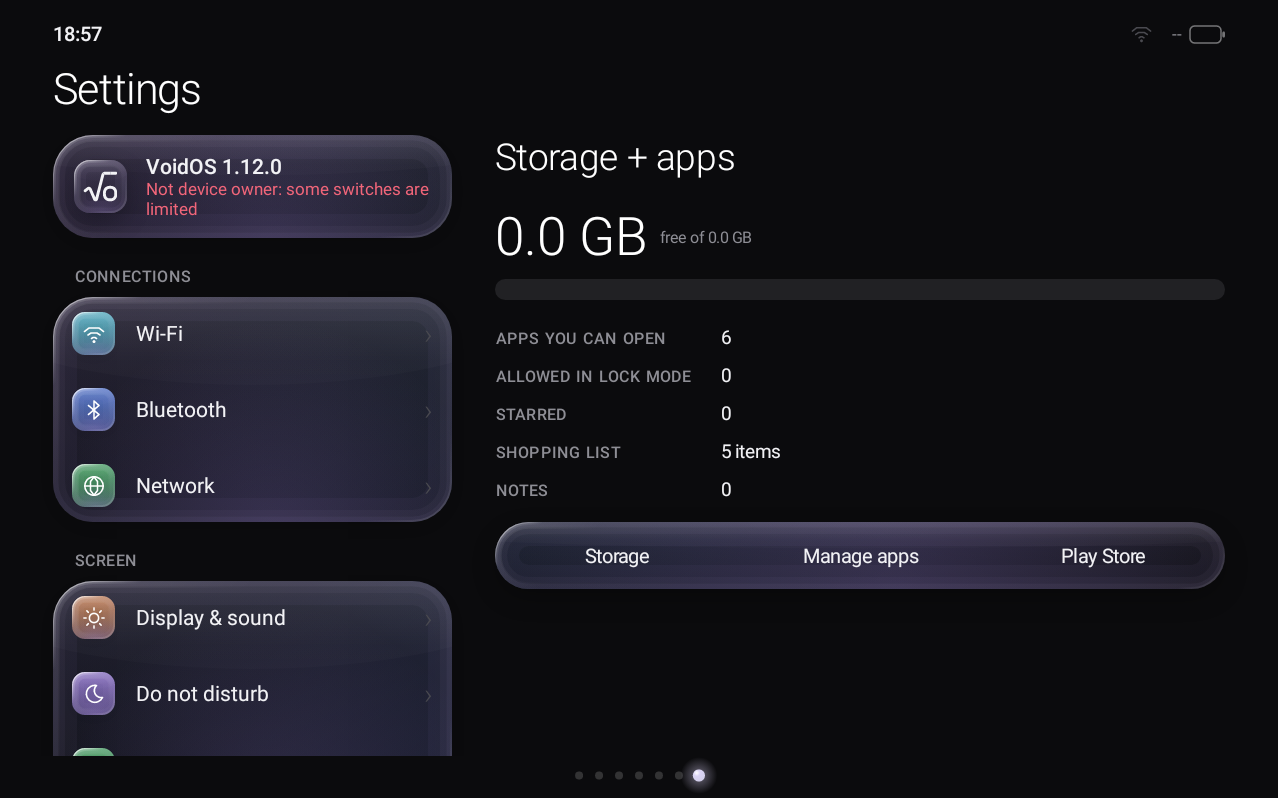 18:57
--
Settings
VoidOS 1.12.0
Not device owner: some switches are
limited
CONNECTIONS
Wi-Fi
Bluetooth
Network
SCREEN
Display & sound
Do not disturb
Storage + apps
0.0 GB free of 0.0 GB
APPS YOU CAN OPEN 6
ALLOWED IN LOCK MODE 0
STARRED 0
SHOPPING LIST 5 items
NOTES 0
Storage Manage apps Play Store